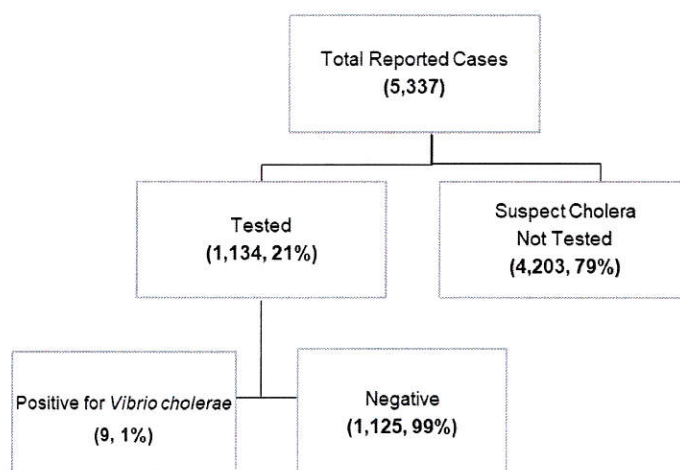 Total Reported Cases
(5,337)
Tested
(1,134, 21%)
Suspect Cholera
Not Tested
(4,203, 79%)
Positive for Vibrio cholerae
(9, 1%)
Negative
(1,125, 99%)